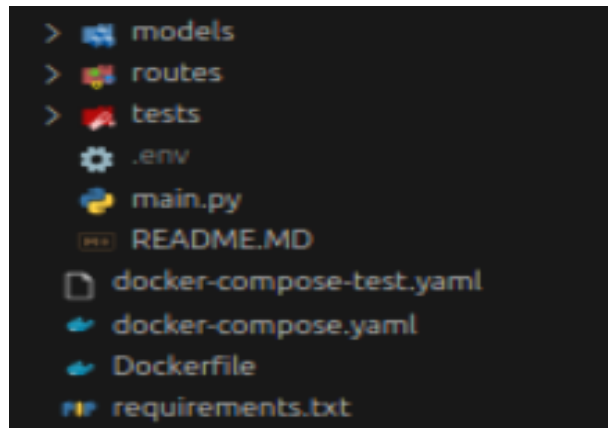 models
routes
tests
.env
main.py
README.MD
docker-compose-test.yaml
docker-compose.yaml
Dockerfile
requirements.txt